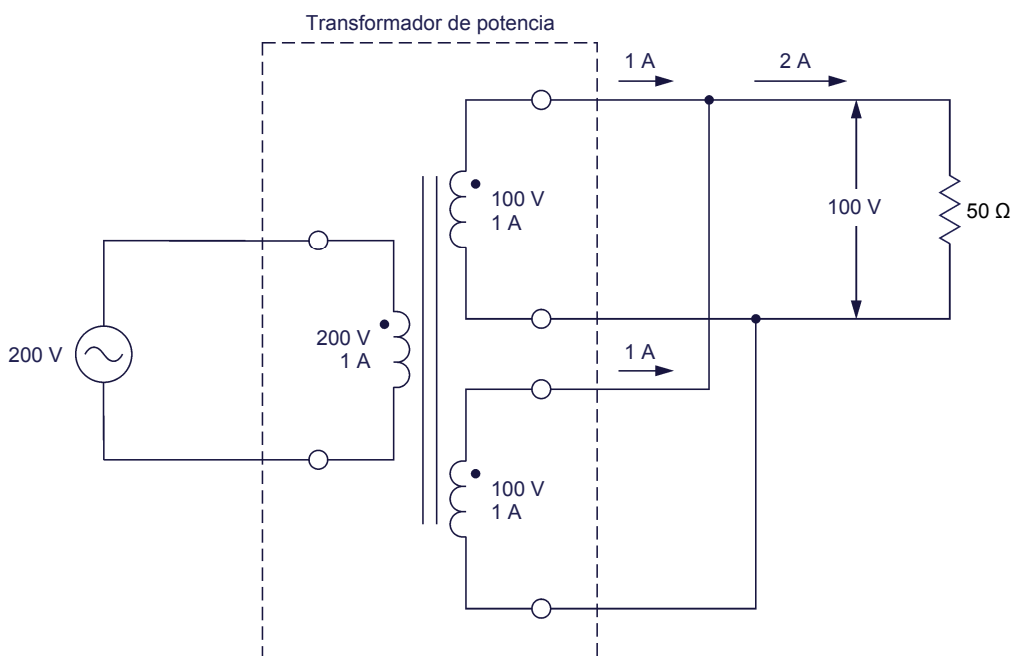 Transformador de potencia
1 A
2 A
100 V
1 A
100 V
50 Ω
200 V
200 V
1 A
1 A
100 V
1 A